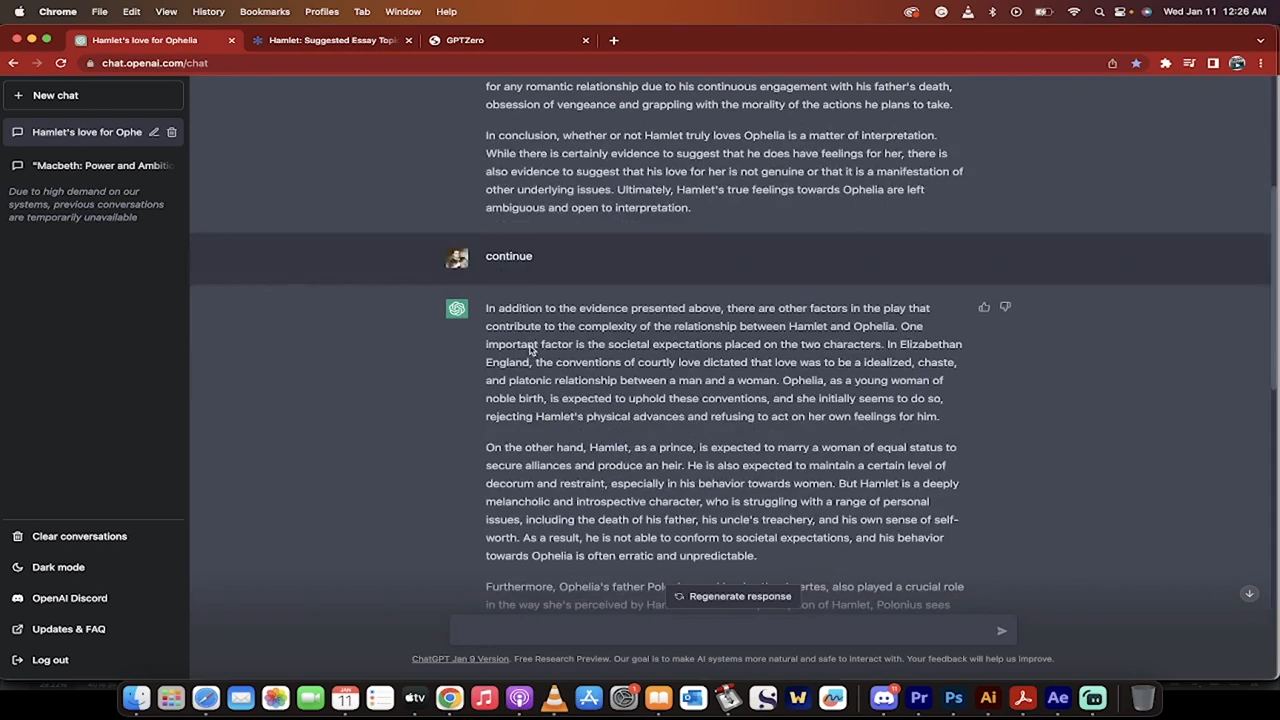 Chrome File Edit View History Bookmarks Profiles Tab Window Help Wed Jan 11 12:26 AM
Hamlet's love for Ophelia Hamlet: Suggested Essay Topi GPTZero
chat.openai.com/chat
New chat
Hamlet's love for Ophe
"Macbeth: Power and Ambitio
Due to high demand on our
systems, previous conversations
are temporarily unavailable
for any romantic relationship due to his continuous engagement with his father's death,
obsession of vengeance and grappling with the morality of the actions he plans to take.
In conclusion, whether or not Hamlet truly loves Ophelia is a matter of interpretation.
While there is certainly evidence to suggest that he does have feelings for her, there is
also evidence to suggest that his love for her is not genuine or that it is a manifestation of
other underlying issues. Ultimately, Hamlet's true feelings towards Ophelia are left
ambiguous and open to interpretation.
continue
In addition to the evidence presented above, there are other factors in the play that
contribute to the complexity of the relationship between Hamlet and Ophelia. One
important factor is the societal expectations placed on the two characters. In Elizabethan
England, the conventions of courtly love dictated that love was to be a idealized, chaste,
and platonic relationship between a man and a woman. Ophelia, as a young woman of
noble birth, is expected to uphold these conventions, and she initially seems to do so,
rejecting Hamlet's physical advances and refusing to act on her own feelings for him.
On the other hand, Hamlet, as a prince, is expected to marry a woman of equal status to
secure alliances and produce an heir. He is also expected to maintain a certain level of
decorum and restraint, especially in his behavior towards women. But Hamlet is a deeply
melancholic and introspective character, who is struggling with a range of personal
issues, including the death of his father, his uncle's treachery, and his own sense of self-
worth. As a result, he is not able to conform to societal expectations, and his behavior
towards Ophelia is often erratic and unpredictable.
Furthermore, Ophelia's father Pol ertes, also played a crucial role
in the way she's perceived by Ham on of Hamlet, Polonius sees
Regenerate response
Clear conversations
Dark mode
OpenAI Discord
Updates & FAQ
Log out
ChatGPT Jan 9 Version. Free Research Preview. Our goal is to make AI systems more natural and safe to interact with. Your feedback will help us improve.
JAN
11
tv
1
W
11
Pr
Ps
Ai
Ae